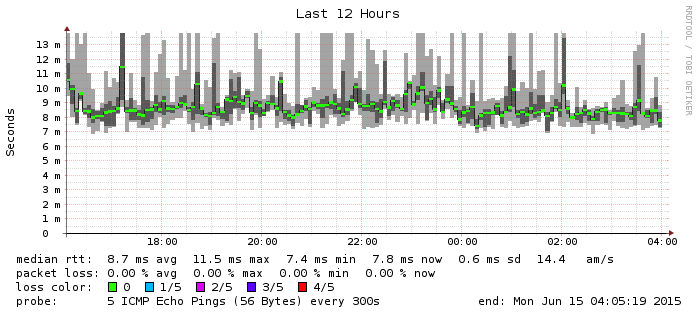 Last 12 Hours
RRDTOOL / TOBI OETIKER
Seconds
13 m
12 m
11 m
10 m
9 m
8 m
7 m
6 m
5 m
4 m
3 m
2 m
1 m
0
18:00 20:00 22:00 00:00 02:00 04:00
median rtt: 8.7 ms avg 11.5 ms max 7.4 ms min 7.8 ms now 0.6 ms sd 14.4 am/s
packet loss: 0.00 % avg 0.00 % max 0.00 % min 0.00 % now
loss color: 0 1/5 2/5 3/5 4/5
probe: 5 ICMP Echo Pings (56 Bytes) every 300s end: Mon Jun 15 04:05:19 2015